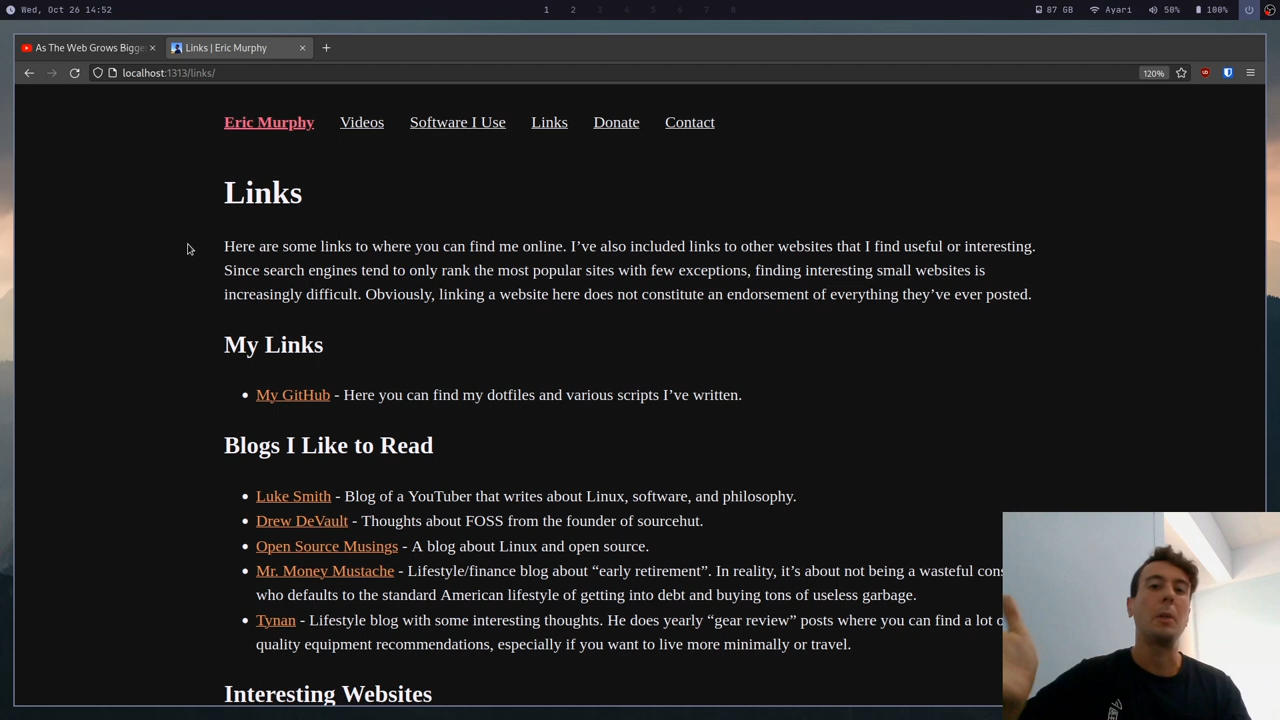 Wed, Oct 26 14:52
1 2 3 4 5 6 7 8
87 GB Ayari 50% 100%
As The Web Grows Bigge
Links | Eric Murphy
localhost:1313/links/
120%
Eric Murphy Videos Software I Use Links Donate Contact
Links
Here are some links to where you can find me online. I’ve also included links to other websites that I find useful or interesting.
Since search engines tend to only rank the most popular sites with few exceptions, finding interesting small websites is
increasingly difficult. Obviously, linking a website here does not constitute an endorsement of everything they’ve ever posted.
My Links
• My GitHub - Here you can find my dotfiles and various scripts I’ve written.
Blogs I Like to Read
• Luke Smith - Blog of a YouTuber that writes about Linux, software, and philosophy.
• Drew DeVault - Thoughts about FOSS from the founder of sourcehut.
• Open Source Musings - A blog about Linux and open source.
• Mr. Money Mustache - Lifestyle/finance blog about “early retirement”. In reality, it’s about not being a wasteful cons
who defaults to the standard American lifestyle of getting into debt and buying tons of useless garbage.
• Tynan - Lifestyle blog with some interesting thoughts. He does yearly “gear review” posts where you can find a lot o
quality equipment recommendations, especially if you want to live more minimally or travel.
Interesting Websites